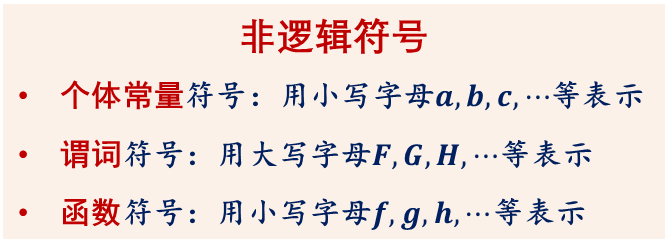 非逻辑符号
• 个体常量符号：用小写字母a, b, c, ⋯等表示
• 谓词符号：用大写字母F, G, H, ⋯等表示
• 函数符号：用小写字母f, g, h, ⋯等表示